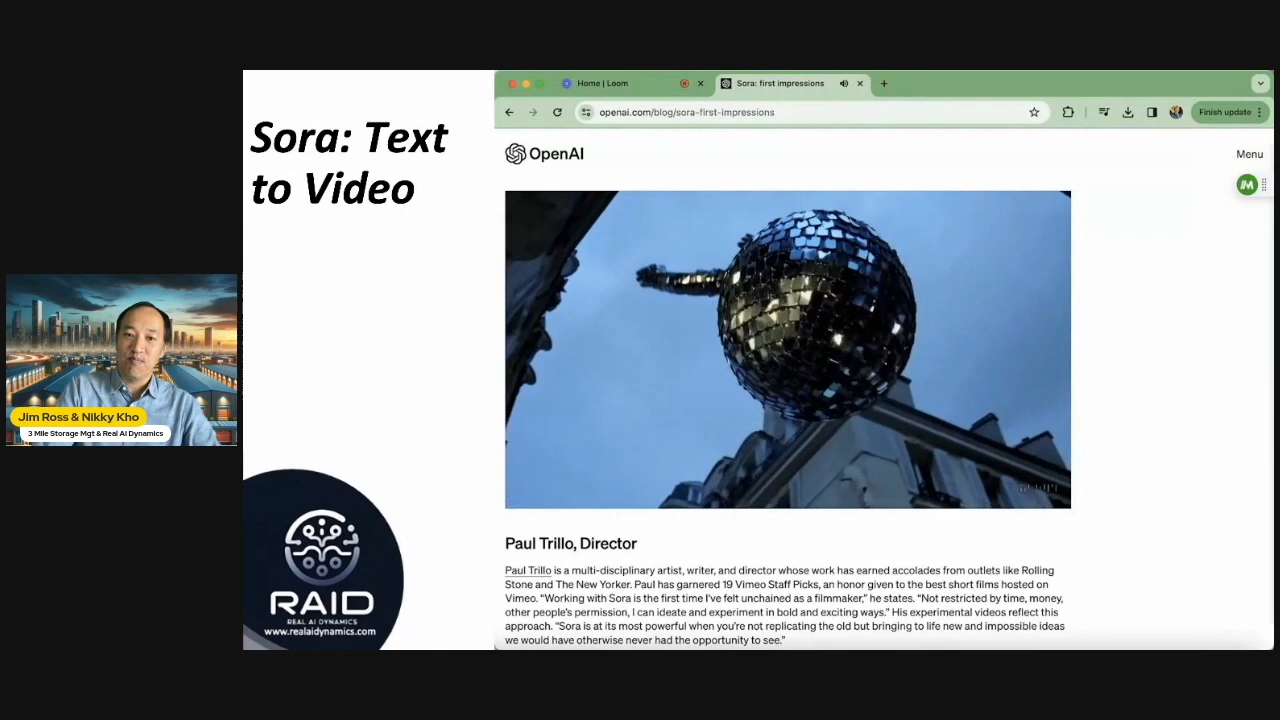 Sora: Text
to Video
Home | Loom
Sora: first impressions
openai.com/blog/sora-first-impressions
Finish update
OpenAI
Menu
Paul Trillo, Director
Paul Trillo is a multi-disciplinary artist, writer, and director whose work has earned accolades from outlets like Rolling
Stone and The New Yorker. Paul has garnered 19 Vimeo Staff Picks, an honor given to the best short films hosted on
Vimeo. “Working with Sora is the first time I’ve felt unchained as a filmmaker,” he states. “Not restricted by time, money,
other people’s permission, I can ideate and experiment in bold and exciting ways.” His experimental videos reflect this
approach. “Sora is at its most powerful when you’re not replicating the old but bringing to life new and impossible ideas
we would have otherwise never had the opportunity to see.”
Jim Ross & Nikky Kho
3 Mile Storage Mgt & Real AI Dynamics
RAID
REAL AI DYNAMICS
www.realaidynamics.com